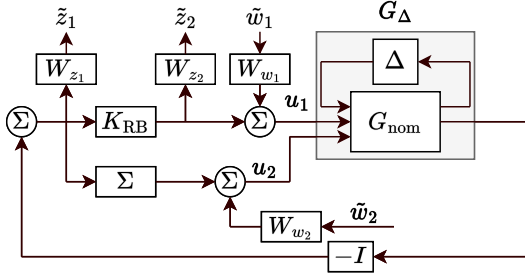 z̃₁ z̃₂ w̃₁ G_Δ
W_{z₁} W_{z₂} W_{w₁} Δ
Σ K_RB Σ u₁ G_nom
Σ Σ u₂
W_{w₂} w̃₂
−I